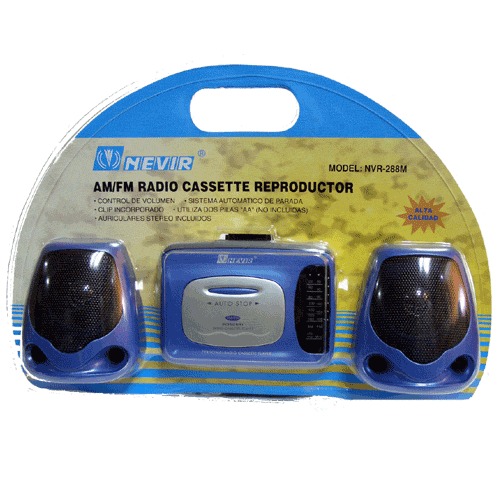 NEVIR®
MODEL: NVR-288M
AM/FM RADIO CASSETTE REPRODUCTOR
• CONTROL DE VOLUMEN • SISTEMA AUTOMATICO DE PARADA
• CLIP INCORPORADO • UTILIZA DOS PILAS "AA" (NO INCLUIDAS)
• AURICULARES STEREO INCLUIDOS
ALTA
CALIDAD
NEVIR
AUTO STOP